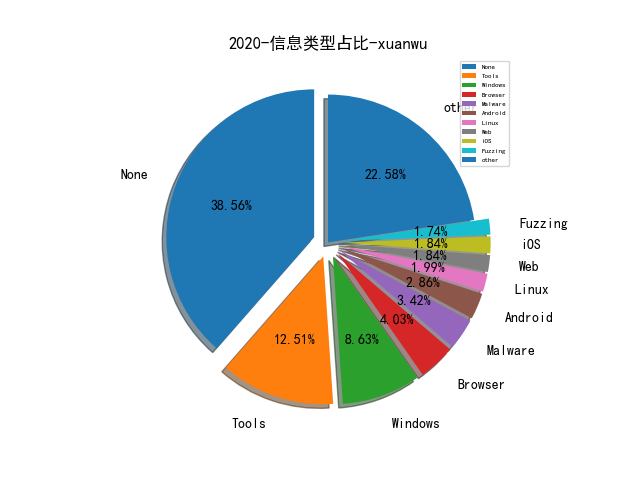 2020-信息类型占比-xuanwu
None
Tools
Windows
Browser
Malware
Android
Linux
Web
iOS
Fuzzing
other
other
22.58%
None
38.56%
Fuzzing
1.74%
iOS
1.84%
Web
1.84%
Linux
1.99%
Android
2.86%
Malware
3.42%
Browser
4.03%
Windows
8.63%
Tools
12.51%